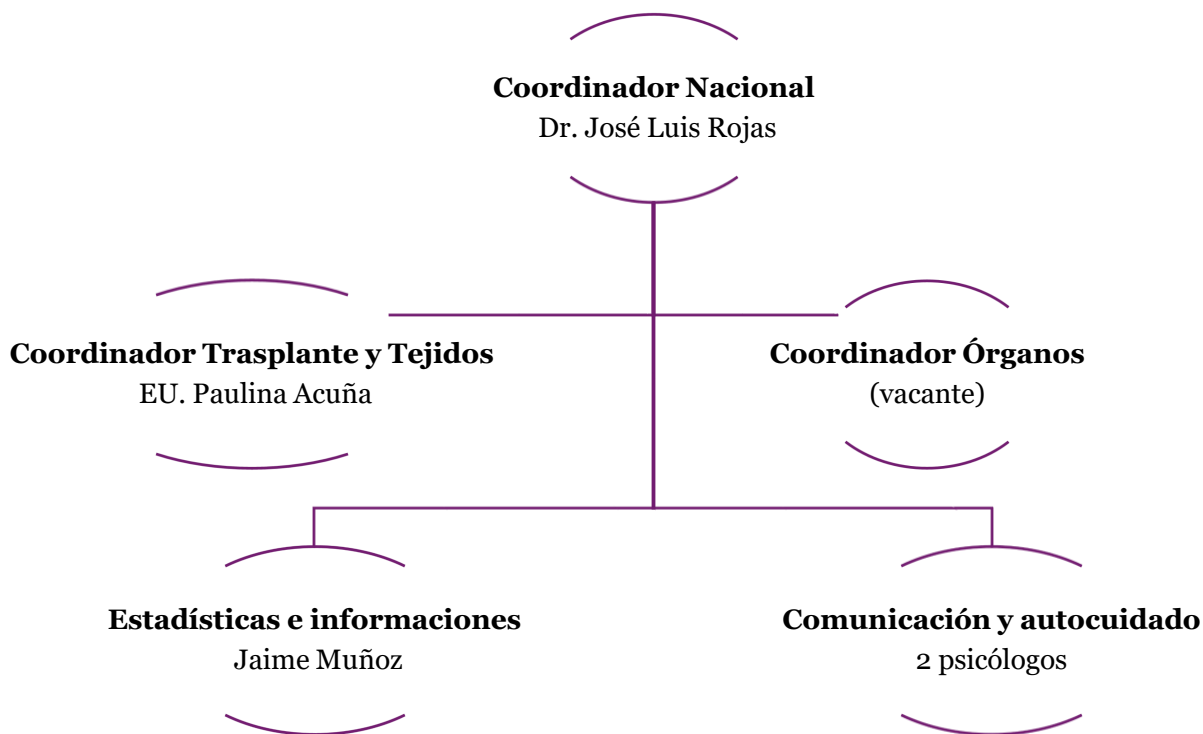 Coordinador Nacional
Dr. José Luis Rojas
Coordinador Trasplante y Tejidos
EU. Paulina Acuña
Coordinador Órganos
(vacante)
Estadísticas e informaciones
Jaime Muñoz
Comunicación y autocuidado
2 psicólogos